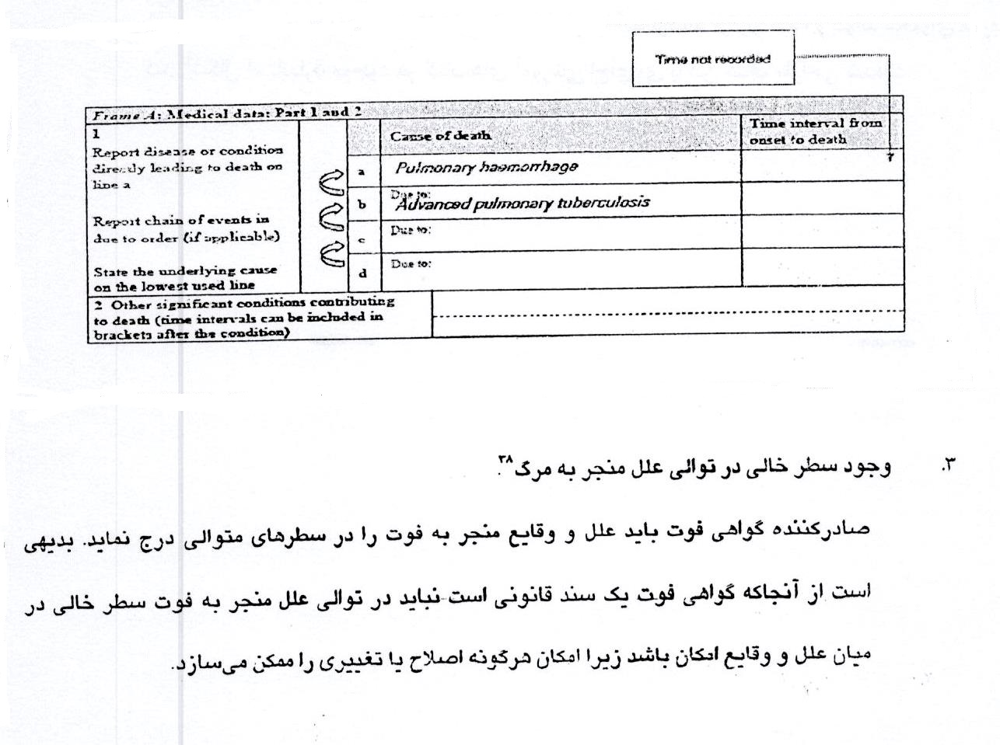 Time not recorded
Frame A: Medical data: Part 1 and 2
1
Report disease or condition
directly leading to death on
line a
Report chain of events in
due to order (if applicable)
State the underlying cause
on the lowest used line
Cause of death
Time interval from
onset to death
a
Pulmonary haemorrhage
b
Due to:
Advanced pulmonary tuberculosis
c
Due to:
d
Due to:
2 Other significant conditions contributing
to death (time intervals can be included in
brackets after the condition)
۳. وجود سطر خالی در توالی علل منجر به مرگ۳۸.
صادرکننده گواهی فوت باید علل و وقایع منجر به فوت را در سطرهای متوالی درج نماید. بدیهی
است از آنجاکه گواهی فوت یک سند قانونی است نباید در توالی علل منجر به فوت سطر خالی در
میان علل و وقایع امکان باشد زیرا امکان هرگونه اصلاح یا تغییری را ممکن می‌سازد.